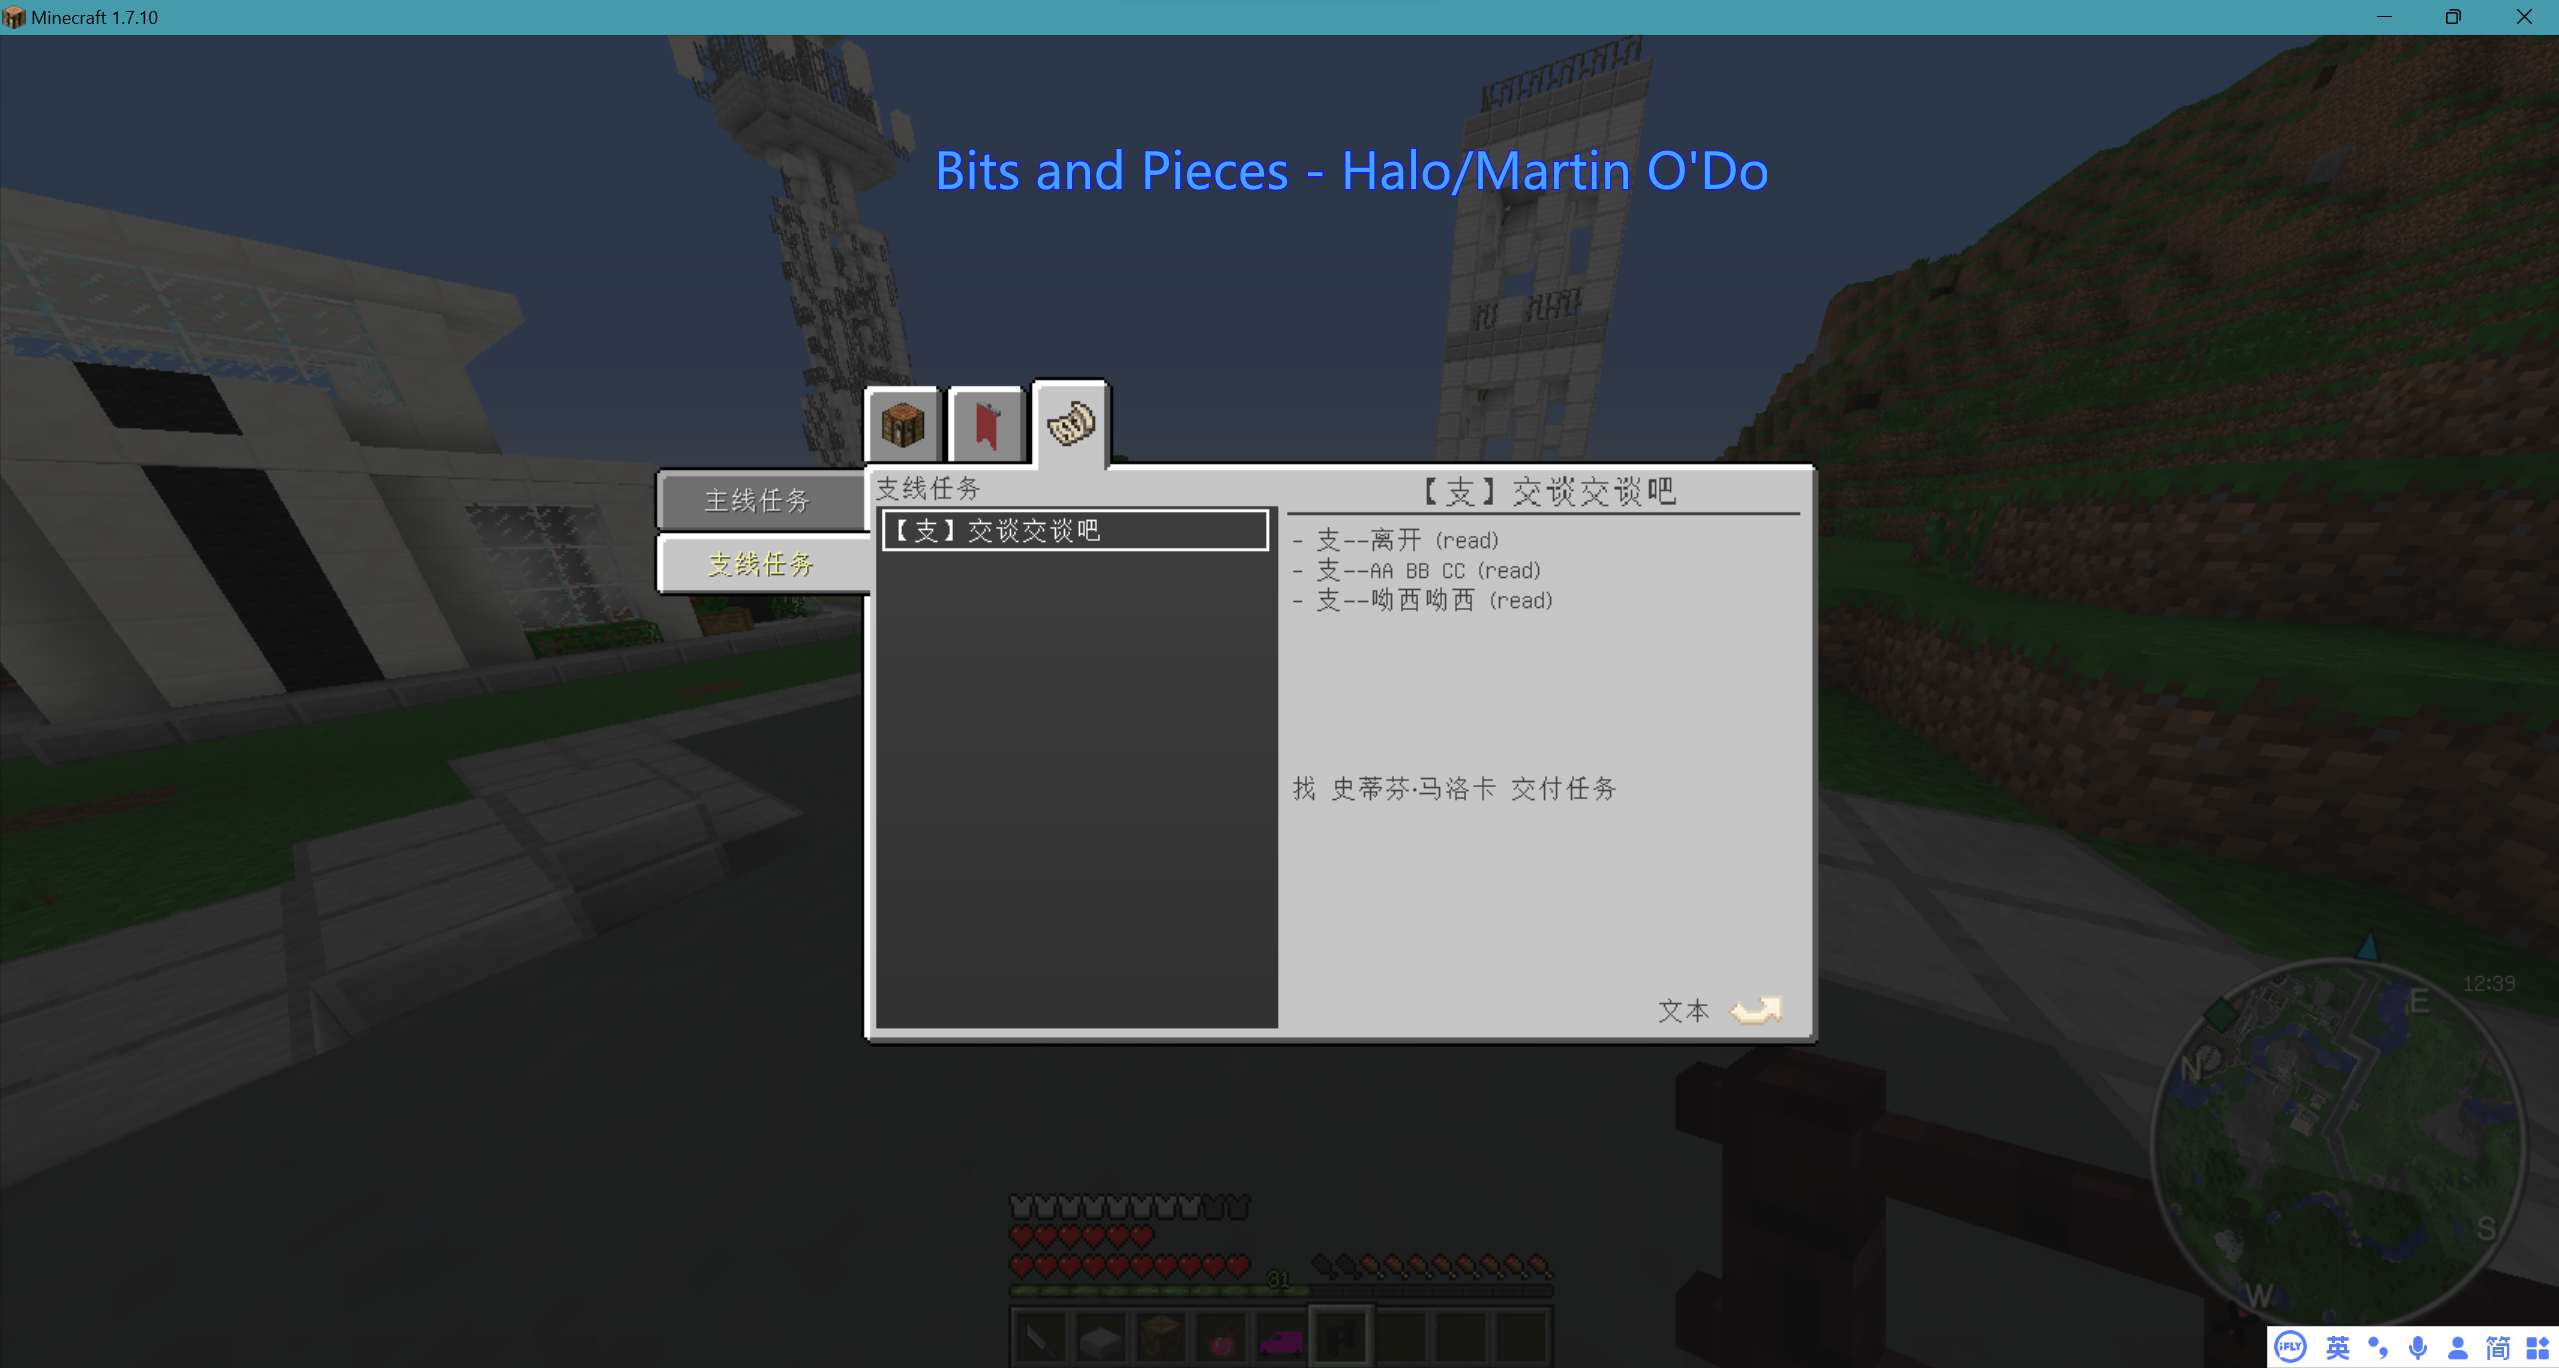 Minecraft 1.7.10
Bits and Pieces - Halo/Martin O'Do
主线任务
支线任务
支线任务
【支】交谈交谈吧
【支】交谈交谈吧
- 支--离开 (read)
- 支--AA BB CC (read)
- 支--呦西呦西 (read)
找 史蒂芬·马洛卡 交付任务
文本
12:39
E
N
S
W
31
iFLY 英 简